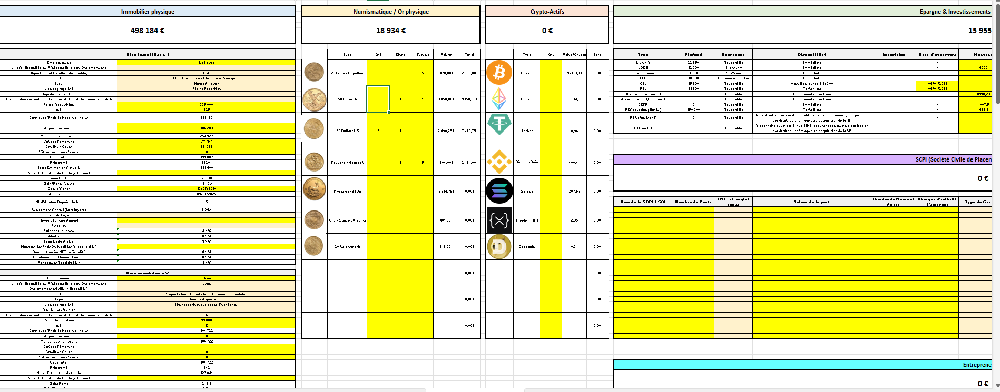 Immobilier physique
498 184 €
Bien immobilier n°1
Emplacement La Boisse
Ville (si disponible, ne PAS remplir la case Département)
Département (si ville indisponible) 01 - Ain
Fonction Main Residence / Résidence Principale
Type House / Maison
Lien de propriété Pleine Propriété
Age de l'usufruitier
Nb d'années restant avant reconstitution de la pleine propriété
Prix d'Acquisition 335 000
m2 225
Coût avec 'Frais de Notaires' Inclus 361 130
Apport personnel 106 203
Montant de l'Emprunt 254 927
Coût de l'Emprunt 38 757
Crédit en Cours 211 057
"Structural work" costs 0
Coût Total 399 887
Prix au m2
Notre Estimation Actuelle 581 400
Votre Estimation Actuelle (si besoin)
Gain/Perte 75 310
Gain/Perte (en %) 18,83%
Date d'Achat 13/07/2019
Aujourd'hui 09/01/2025
Nb d'Années Depuis l'Achat 5
Rendement Annuel (hors loyers) 7,04%
Type de Loyer
Revenu foncier Annuel
Fiscalité
Point de vigilance #N/A
Abattement #N/A
Frais Déductibles #N/A
Montant des Frais Déductibles (si applicable)
Revenu foncier NET de fiscalité #N/A
Rendement du Revenu Foncier #N/A
Rendement Total du Bien #N/A
Bien immobilier n°2
Emplacement Bron
Ville (si disponible, ne PAS remplir la case Département) Lyon
Département (si ville indisponible)
Fonction Property Investment / Investissement Immobilier
Type Condo / Appartement
Lien de propriété Nue-propriété avec date d'échéance
Age de l'usufruitier
Nb d'années restant avant reconstitution de la pleine propriété 6
Prix d'Acquisition 99 000
m2 43
Coût avec 'Frais de Notaires' Inclus 106 722
Apport personnel 0
Montant de l'Emprunt 106 722
Coût de l'Emprunt
Crédit en Cours 0
"Structural work" costs 0
Coût Total 106 722
Prix au m2
Notre Estimation Actuelle 127 841
Votre Estimation Actuelle (si besoin)
Gain/Perte 21 119
Numismatique / Or physique
18 934 €
Type Qté Eléna Serena Valeur Total
20 Francs Napoléon 5 5 5 470,00 € 2 350,00 €
50 Pesos Or 3 1 1 3 050,00 € 9 150,00 €
20 Dollars US 3 1 1 2 490,25 € 7 470,75 €
Souverain George V 4 5 5 606,00 € 2 424,00 €
Krugerrand 1 Oz 2 614,75 € 0,00 €
Croix Suisse 20 francs 481,00 € 0,00 €
20 Reichsmark 615,00 € 0,00 €
0,00 €
0,00 €
0,00 €
Crypto-Actifs
0 €
Type Qty Value/Crypto Total
Bitcoin 97401,13 0,00 €
Ethereum 3514,3 0,00 €
Tether 0,96 0,00 €
Binance Coin 699,64 0,00 €
Solana 207,52 0,00 €
Ripple (XRP) 2,35 0,00 €
Dogecoin 0,38 0,00 €
0,00 €
0,00 €
0,00 €
Epargne & Investissements
15 955
Type Plafond Epargnant Disponibilité Imposition Date d'ouverture Montant
Livret A 22 950 Tout public Immédiate -
LDDS 12 000 18 ans et + Immédiate - 6000
Livret Jeune 1 600 12-25 ans Immédiate -
LEP 10 000 Revenus modestes Immédiate -
CEL 15 300 Tout public Immédiate au-delà de 300€ 09/01/2025
PEL 61 200 Tout public Après 4 ans 09/01/2025
Assurance-vie en UC 0 Tout public Idéalement après 8 ans - 8198,23
Assurance-vie (fonds en €) 0 Tout public Idéalement après 8 ans -
CEFP 0 Tout public Immédiate - 1097,5
PEA (gestion pilotée) 150 000 Tout public Après 5 ans - 659,1
PER (fonds en €) 0 Tout public A la retraite ou en cas d'invalidité, de surendettement, d'expiration des droits au chômage ou d'acquisition de la RP -
PER en UC 0 Tout public A la retraite ou en cas d'invalidité, de surendettement, d'expiration des droits au chômage ou d'acquisition de la RP -
SCPI (Société Civile de Placem
0 €
Nom de la SCPI / SCI Nombre de Parts TMI - cf onglet taxes Valeur de la part Dividende Mensuel / part Charges d'intérêt d'emprunt Type de fisc
Entreprene
0 €